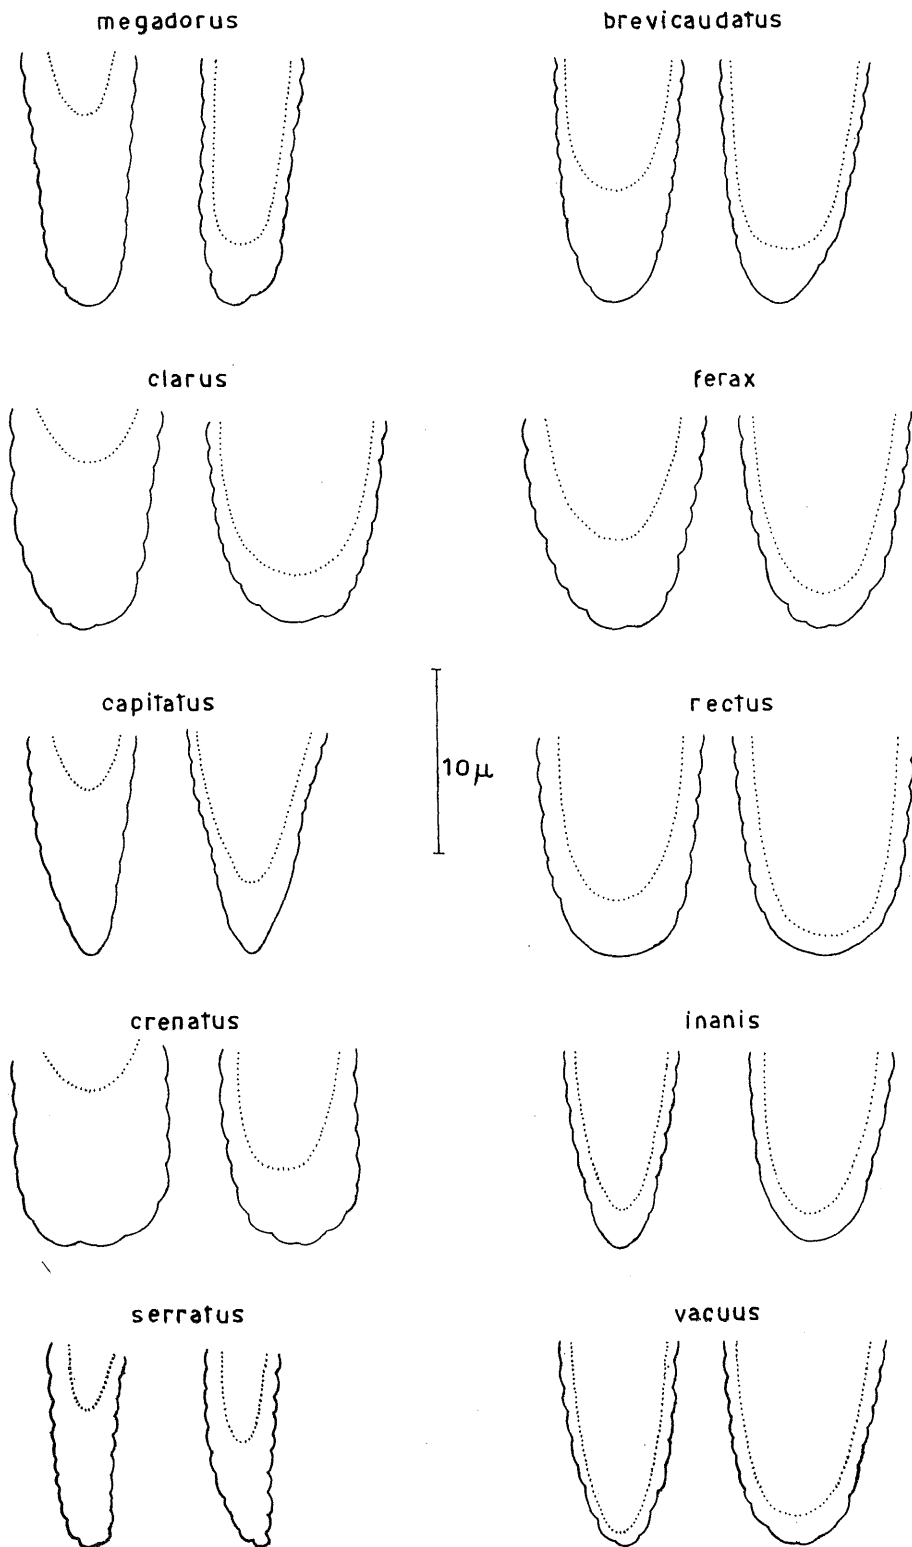 megadorus
brevicaudatus
clarus
ferax
capitatus
rectus
10μ
crenatus
inanis
serratus
vacuus